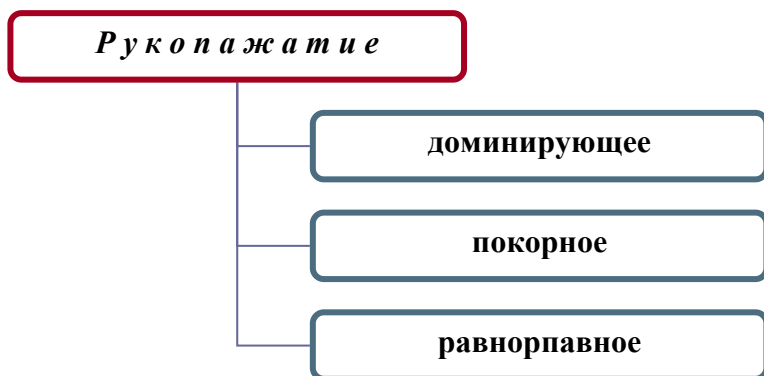 Р у к о п а ж а т и е
доминирующее
покорное
равнорпавное